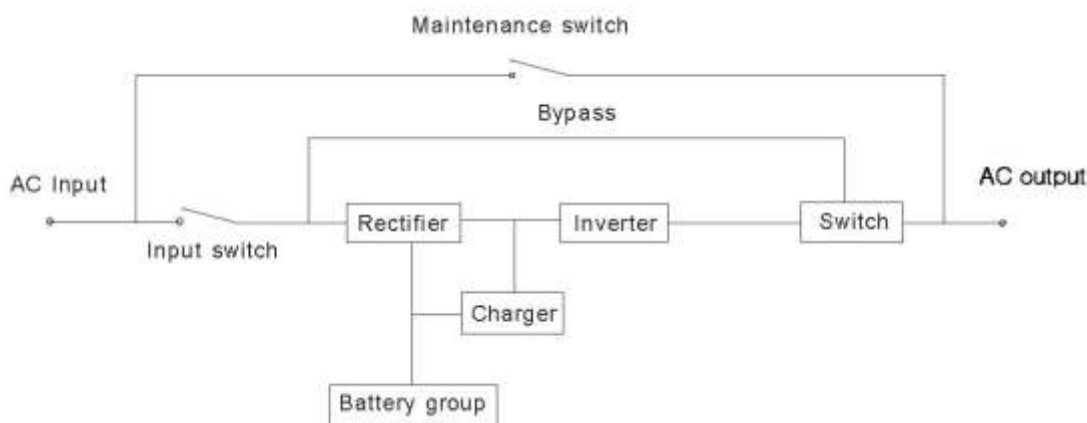 Maintenance switch
Bypass
AC Input
AC output
Rectifier
Inverter
Switch
Input switch
Charger
Battery group